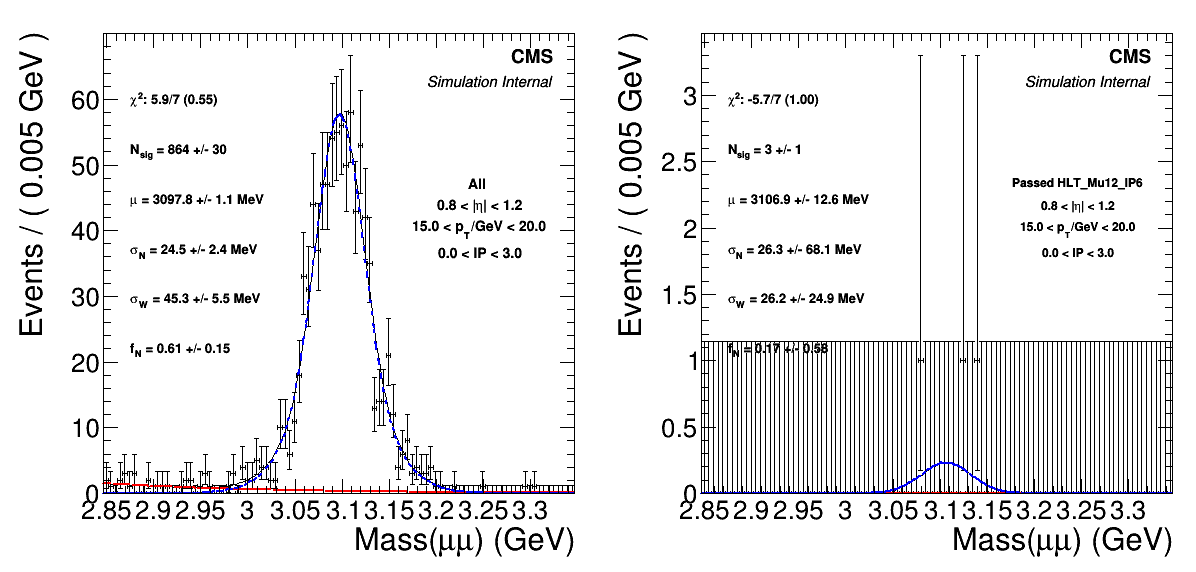 Events / ( 0.005 GeV )
CMS
Simulation Internal
χ²: 5.9/7 (0.55)
N_sig = 864 +/- 30
μ = 3097.8 +/- 1.1 MeV
σ_N = 24.5 +/- 2.4 MeV
σ_W = 45.3 +/- 5.5 MeV
f_N = 0.61 +/- 0.15
All
0.8 < |η| < 1.2
15.0 < p_T/GeV < 20.0
0.0 < IP < 3.0
60
50
40
30
20
10
0
2.85 2.9 2.95 3 3.05 3.1 3.15 3.2 3.25 3.3
Mass(μμ) (GeV)
Events / ( 0.005 GeV )
CMS
Simulation Internal
χ²: -5.7/7 (1.00)
N_sig = 3 +/- 1
μ = 3106.9 +/- 12.6 MeV
σ_N = 26.3 +/- 68.1 MeV
σ_W = 26.2 +/- 24.9 MeV
f_N = 0.17 +/- 0.58
Passed HLT_Mu12_IP6
0.8 < |η| < 1.2
15.0 < p_T/GeV < 20.0
0.0 < IP < 3.0
3
2.5
2
1.5
1
0.5
0
2.85 2.9 2.95 3 3.05 3.1 3.15 3.2 3.25 3.3
Mass(μμ) (GeV)